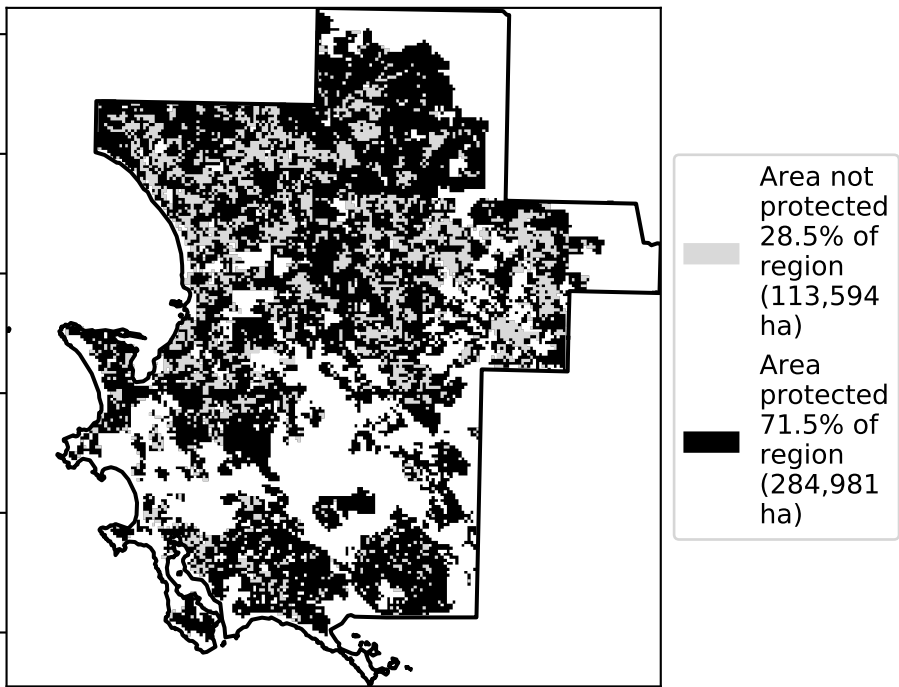 Area not
protected
28.5% of
region
(113,594
ha)
Area
protected
71.5% of
region
(284,981
ha)